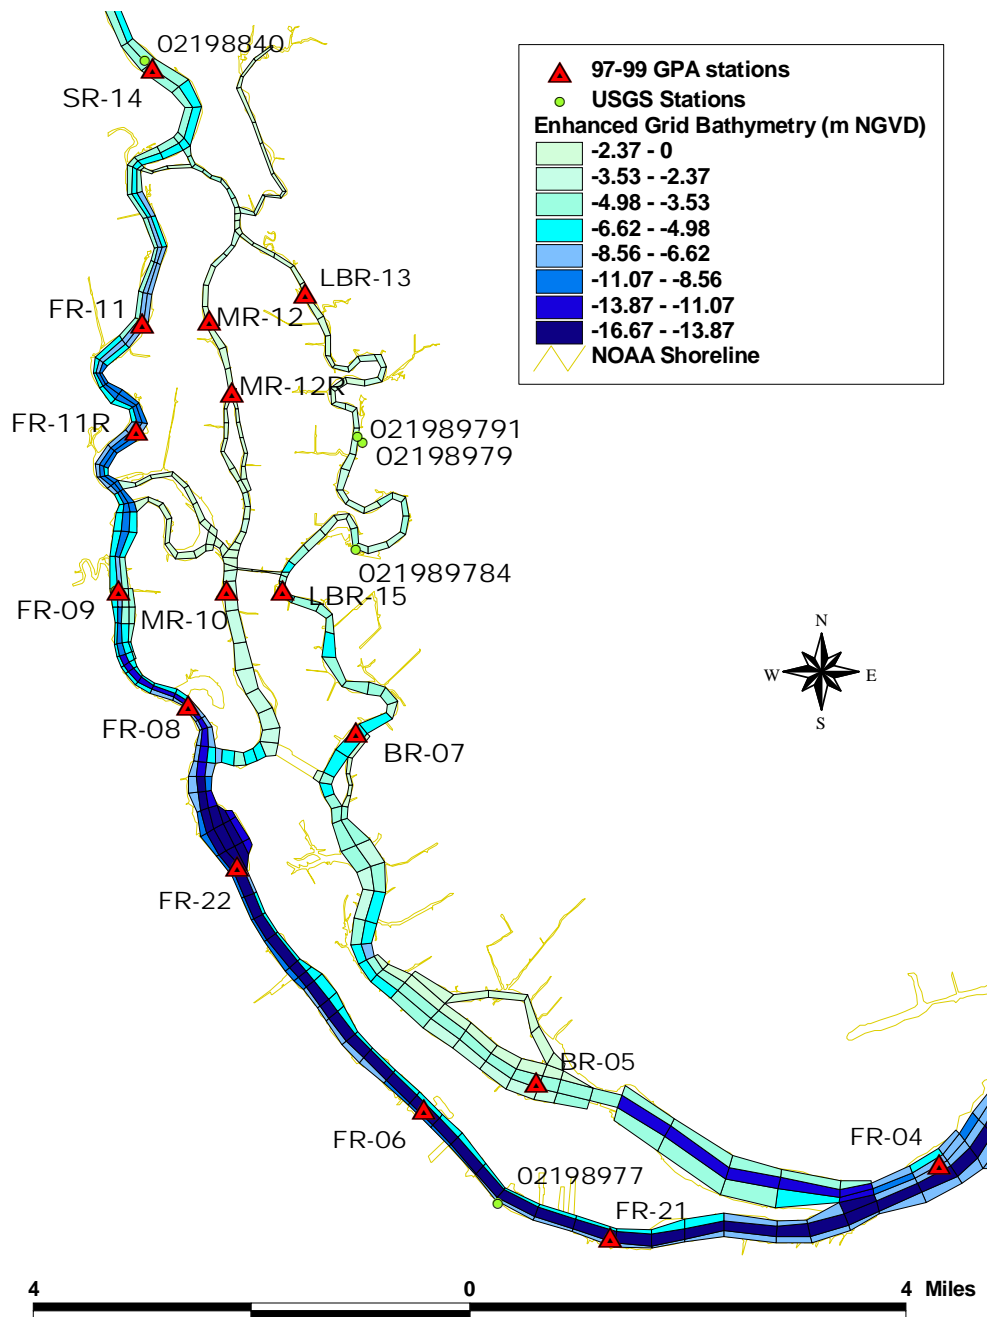 02198840
SR-14
97-99 GPA stations
USGS Stations
Enhanced Grid Bathymetry (m NGVD)
-2.37 - 0
-3.53 - -2.37
-4.98 - -3.53
-6.62 - -4.98
-8.56 - -6.62
-11.07 - -8.56
-13.87 - -11.07
-16.67 - -13.87
NOAA Shoreline
LBR-13
FR-11
MR-12
MR-12R
FR-11R
021989791
02198979
021989784
FR-09
MR-10
LBR-15
N
W
E
S
FR-08
BR-07
FR-22
BR-05
FR-06
FR-04
02198977
FR-21
4
0
4 Miles